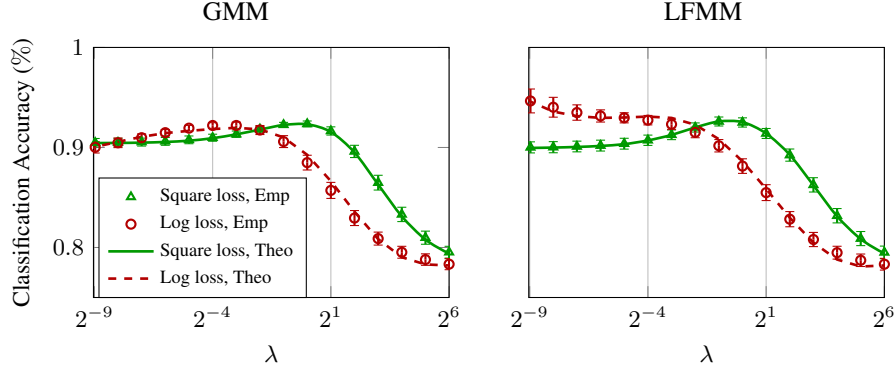 GMM
LFMM
Classification Accuracy (%)
1
0.9
0.8
Square loss, Emp
Log loss, Emp
Square loss, Theo
Log loss, Theo
2^−9
2^−4
2^1
2^6
2^−9
2^−4
2^1
2^6
λ
λ